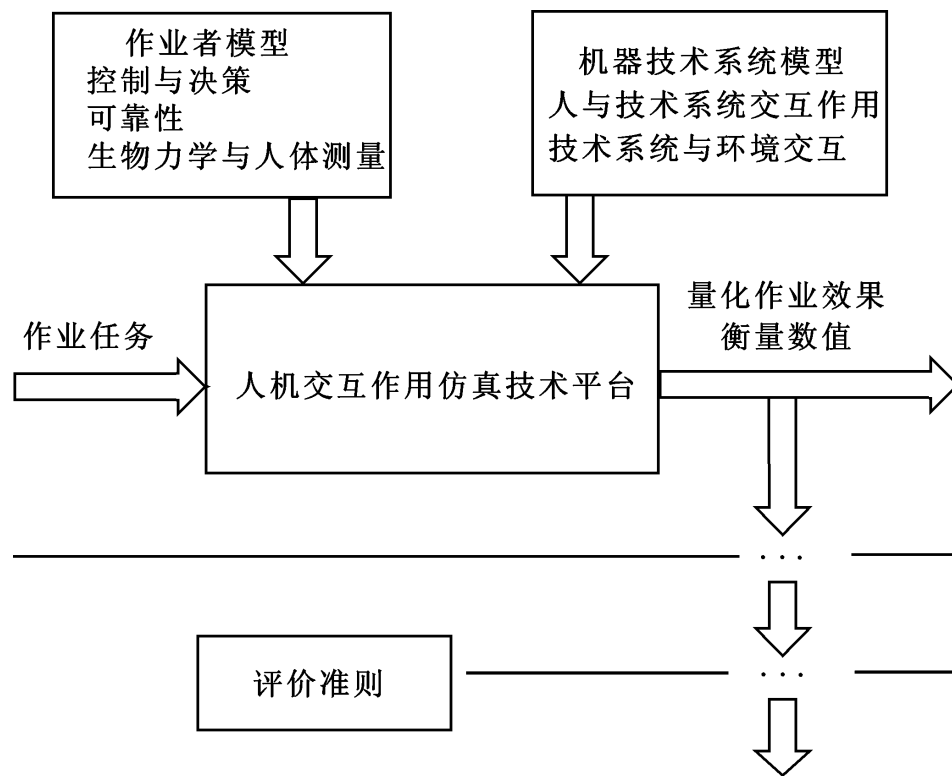 作业者模型
控制与决策
可靠性
生物力学与人体测量
机器技术系统模型
人与技术系统交互作用
技术系统与环境交互
作业任务
人机交互作用仿真技术平台
量化作业效果
衡量数值
...
评价准则
...